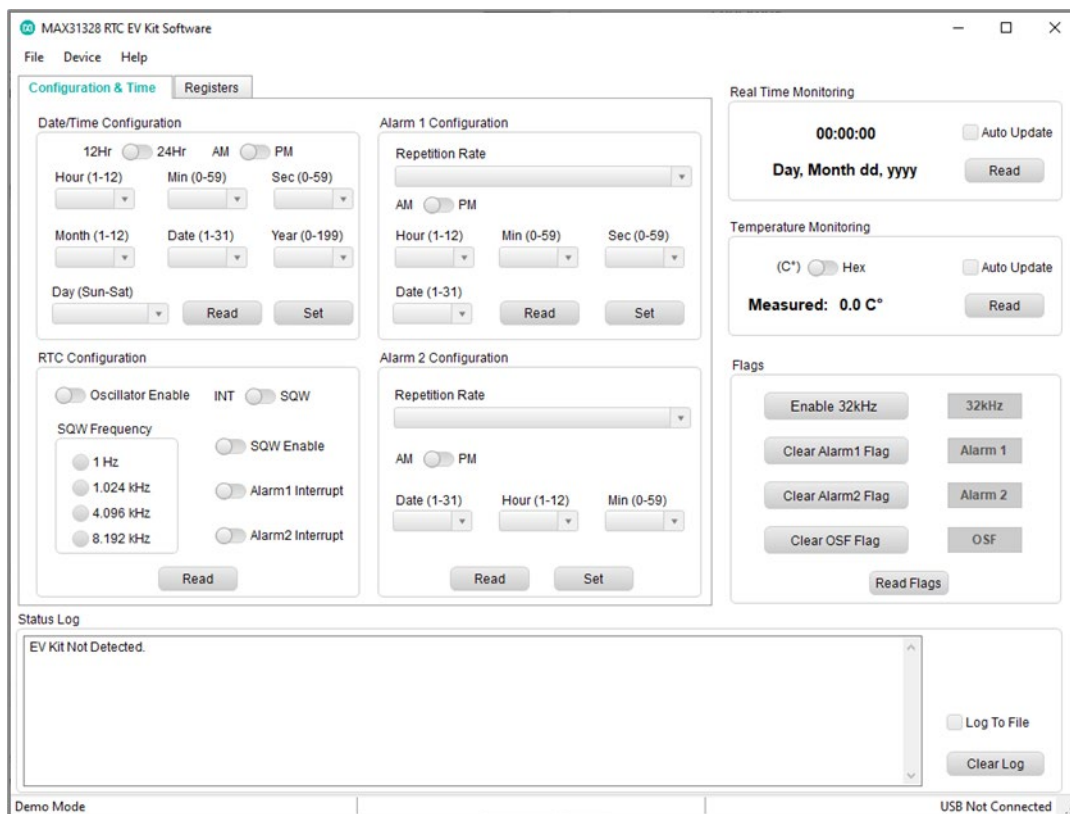 MAX31328 RTC EV Kit Software
File Device Help
Configuration & Time Registers
Date/Time Configuration
12Hr 24Hr AM PM
Hour (1-12) Min (0-59) Sec (0-59)
Month (1-12) Date (1-31) Year (0-199)
Day (Sun-Sat)
Read Set
RTC Configuration
Oscillator Enable INT SQW
SQW Frequency
1 Hz
1.024 kHz
4.096 kHz
8.192 kHz
SQW Enable
Alarm1 Interrupt
Alarm2 Interrupt
Read
Alarm 1 Configuration
Repetition Rate
AM PM
Hour (1-12) Min (0-59) Sec (0-59)
Date (1-31)
Read Set
Alarm 2 Configuration
Repetition Rate
AM PM
Date (1-31) Hour (1-12) Min (0-59)
Read Set
Real Time Monitoring
00:00:00 Auto Update
Day, Month dd, yyyy Read
Temperature Monitoring
(C°) Hex Auto Update
Measured: 0.0 C° Read
Flags
Enable 32kHz 32kHz
Clear Alarm1 Flag Alarm 1
Clear Alarm2 Flag Alarm 2
Clear OSF Flag OSF
Read Flags
Status Log
EV Kit Not Detected.
Log To File
Clear Log
Demo Mode USB Not Connected